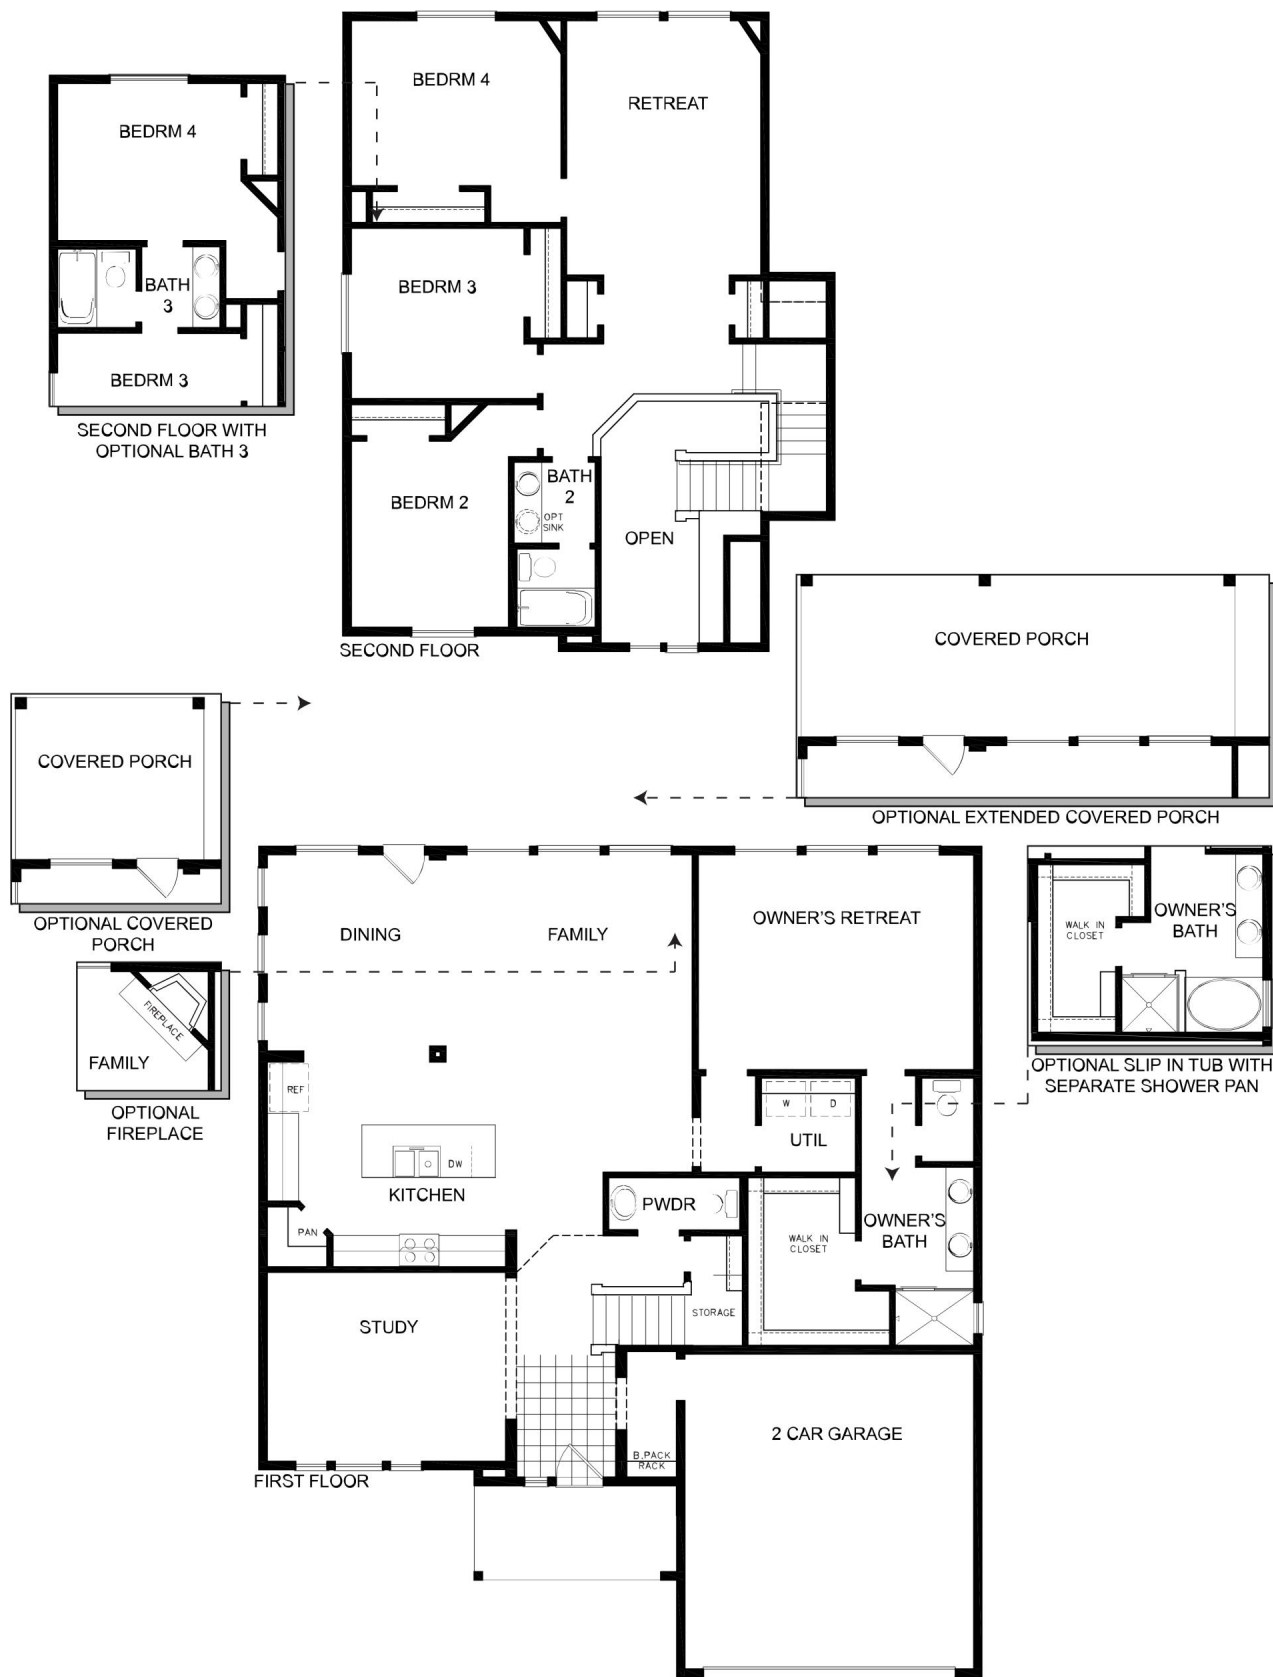 BEDRM 4
RETREAT
BEDRM 4
BATH
3
BEDRM 3
SECOND FLOOR WITH
OPTIONAL BATH 3
BEDRM 3
BEDRM 2
BATH
2
OPT
SINK
OPEN
SECOND FLOOR
COVERED PORCH
OPTIONAL EXTENDED COVERED PORCH
COVERED PORCH
OPTIONAL COVERED
PORCH
FIREPLACE
FAMILY
OPTIONAL
FIREPLACE
DINING
FAMILY
OWNER'S RETREAT
WALK IN
CLOSET
OWNER'S
BATH
OPTIONAL SLIP IN TUB WITH
SEPARATE SHOWER PAN
REF
W
D
UTIL
DW
KITCHEN
PAN
PWDR
WALK IN
CLOSET
OWNER'S
BATH
STORAGE
STUDY
2 CAR GARAGE
B.PACK
RACK
FIRST FLOOR